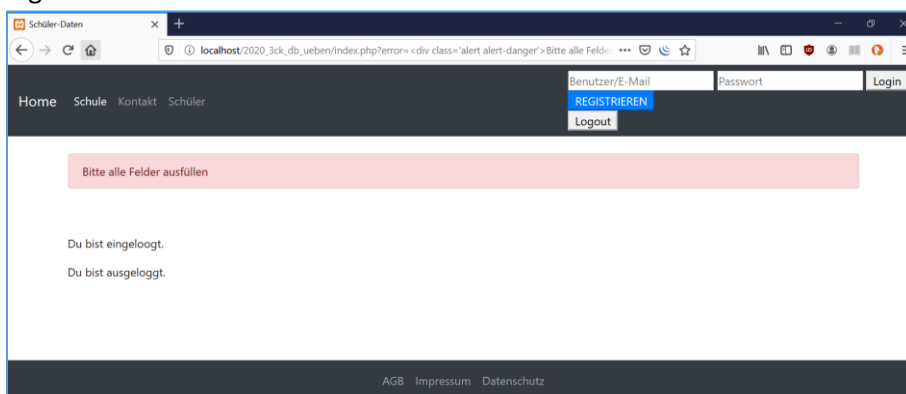 Schüler-Daten
localhost/2020_3ck_db_ueben/index.php?error=<div class='alert alert-danger'>Bitte alle Felde
Benutzer/E-Mail Passwort Login
Home Schule Kontakt Schüler
REGISTRIEREN
Logout
Bitte alle Felder ausfüllen
Du bist eingeloogt.
Du bist ausgeloggt.
AGB Impressum Datenschutz